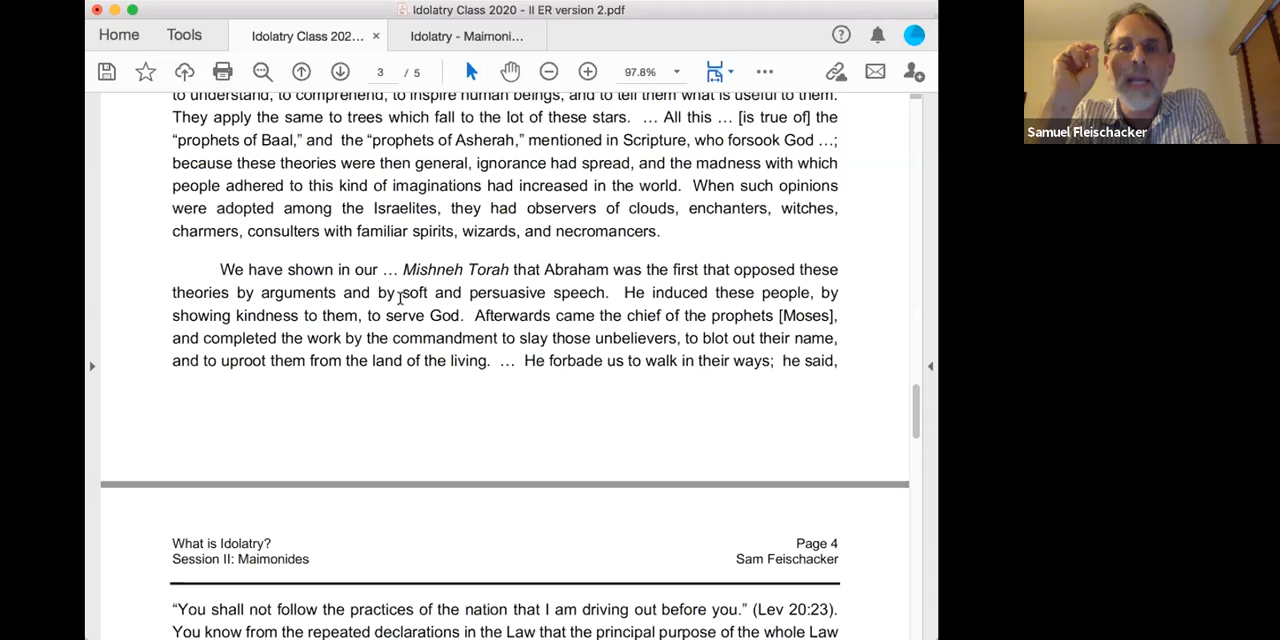 Idolatry Class 2020 - II ER version 2.pdf
Home
Tools
Idolatry Class 202...
×
Idolatry - Maimoni...
3
/ 5
97.8%
to understand, to comprehend, to inspire human beings, and to tell them what is useful to them.
They apply the same to trees which fall to the lot of these stars. … All this … [is true of] the
“prophets of Baal,” and the “prophets of Asherah,” mentioned in Scripture, who forsook God …;
because these theories were then general, ignorance had spread, and the madness with which
people adhered to this kind of imaginations had increased in the world. When such opinions
were adopted among the Israelites, they had observers of clouds, enchanters, witches,
charmers, consulters with familiar spirits, wizards, and necromancers.
We have shown in our … Mishneh Torah that Abraham was the first that opposed these
theories by arguments and by soft and persuasive speech. He induced these people, by
showing kindness to them, to serve God. Afterwards came the chief of the prophets [Moses],
and completed the work by the commandment to slay those unbelievers, to blot out their name,
and to uproot them from the land of the living. … He forbade us to walk in their ways; he said,
What is Idolatry?
Page 4
Session II: Maimonides
Sam Feischacker
“You shall not follow the practices of the nation that I am driving out before you.” (Lev 20:23).
You know from the repeated declarations in the Law that the principal purpose of the whole Law
Samuel Fleischacker